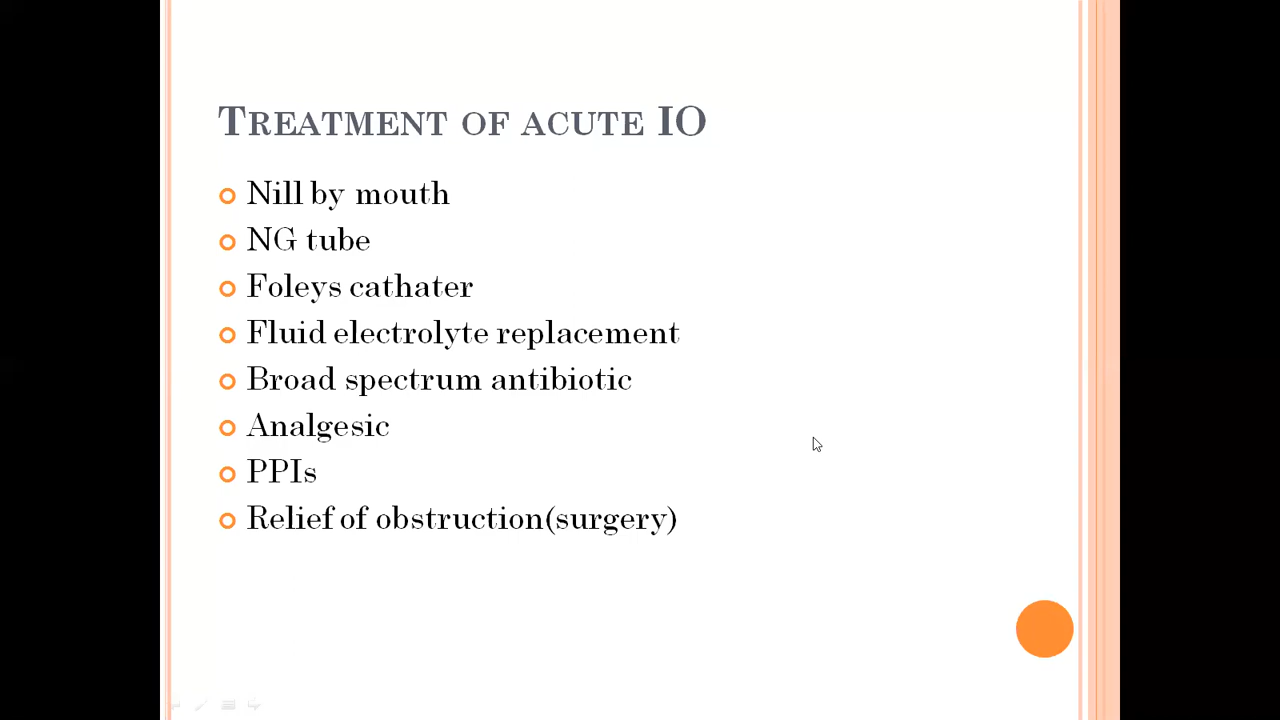 TREATMENT OF ACUTE IO
Nill by mouth
NG tube
Foleys cathater
Fluid electrolyte replacement
Broad spectrum antibiotic
Analgesic
PPIs
Relief of obstruction(surgery)